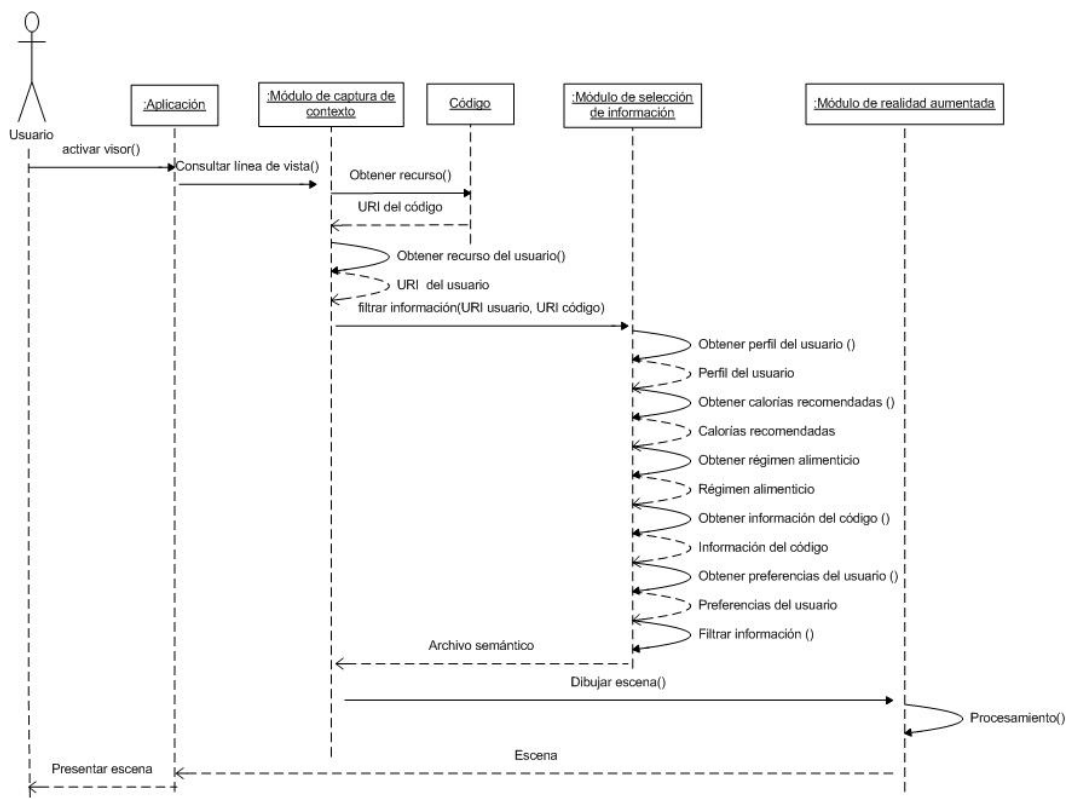 Usuario
:Aplicación
:Módulo de captura de
contexto
Código
:Módulo de selección
de información
:Módulo de realidad aumentada
activar visor()
Consultar línea de vista()
Obtener recurso()
URI del código
Obtener recurso del usuario()
URI del usuario
filtrar información(URI usuario, URI código)
Obtener perfil del usuario ()
Perfil del usuario
Obtener calorías recomendadas ()
Calorías recomendadas
Obtener régimen alimenticio
Régimen alimenticio
Obtener información del código ()
Información del código
Obtener preferencias del usuario ()
Preferencias del usuario
Filtrar información ()
Archivo semántico
Dibujar escena()
Procesamiento()
Escena
Presentar escena